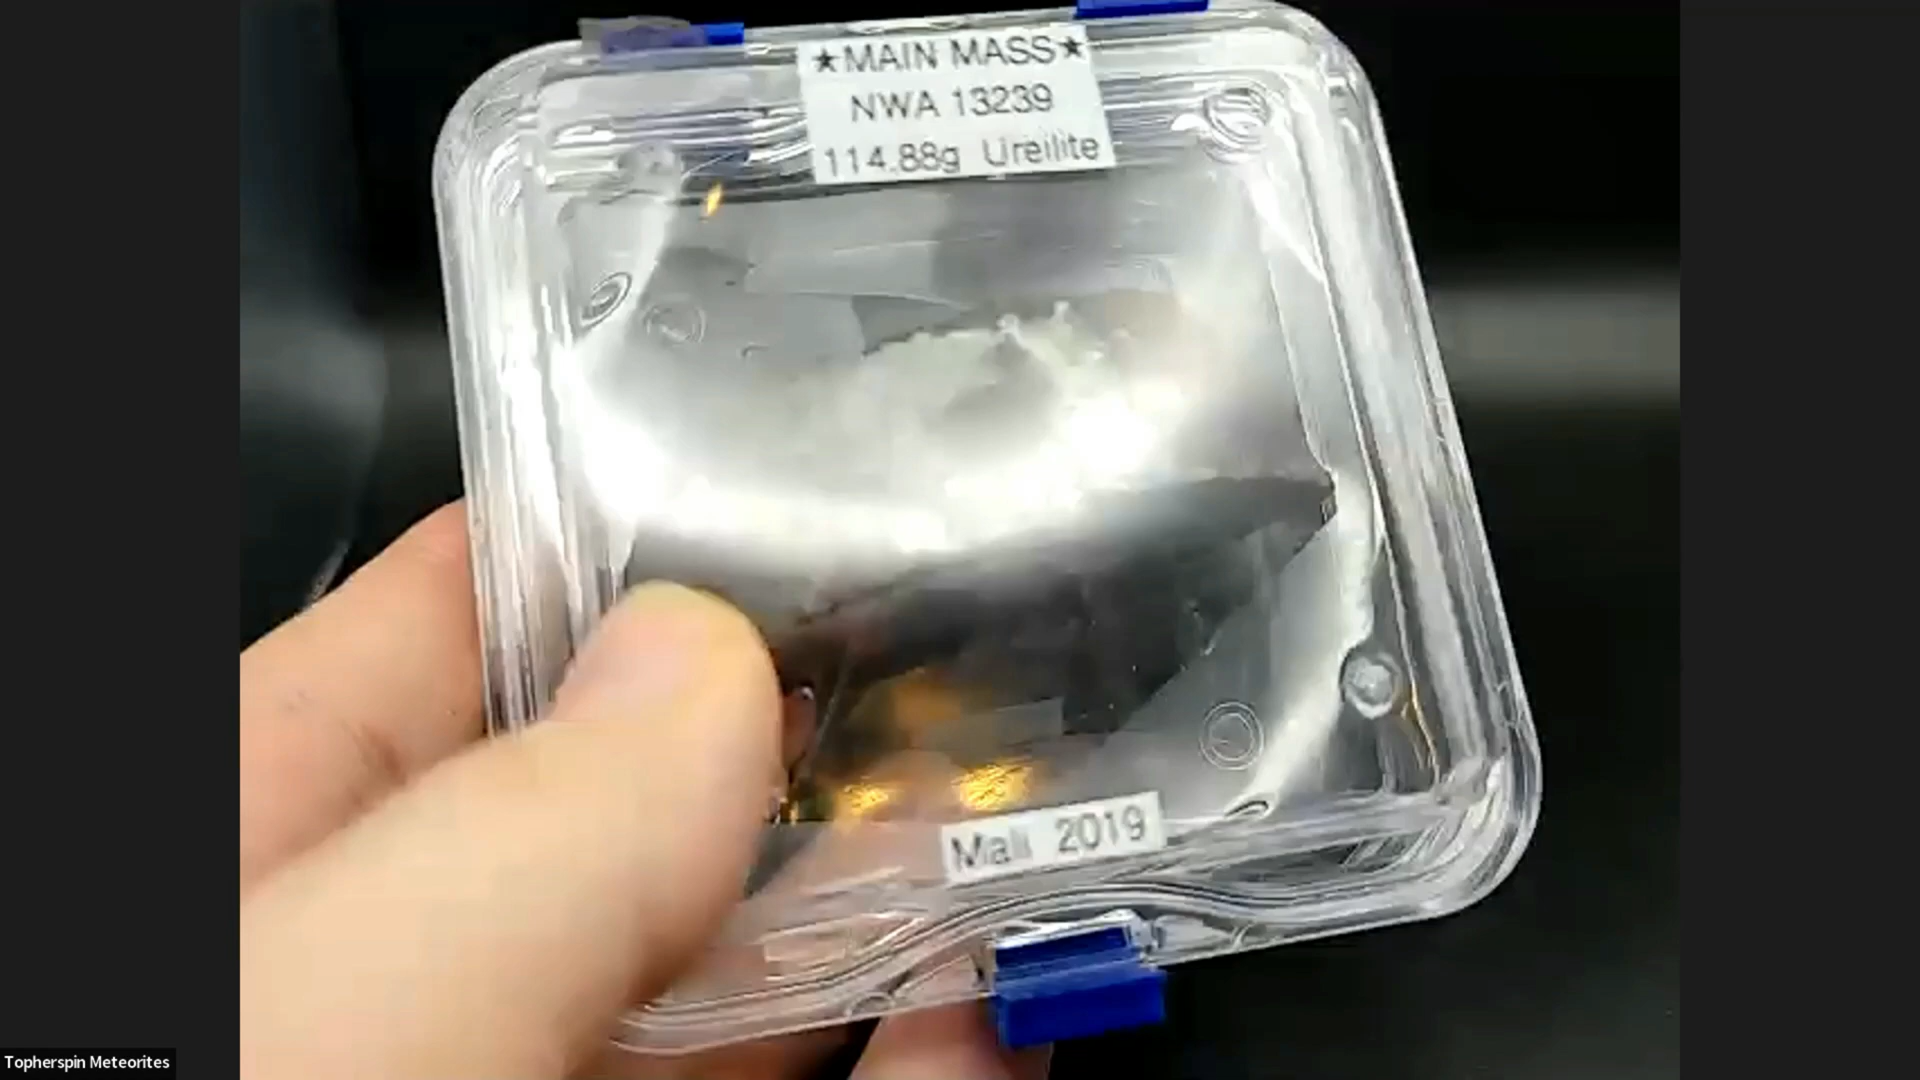 ★MAIN MASS★
NWA 13239
114.88g Ureilite
Mali 2019
Topherspin Meteorites